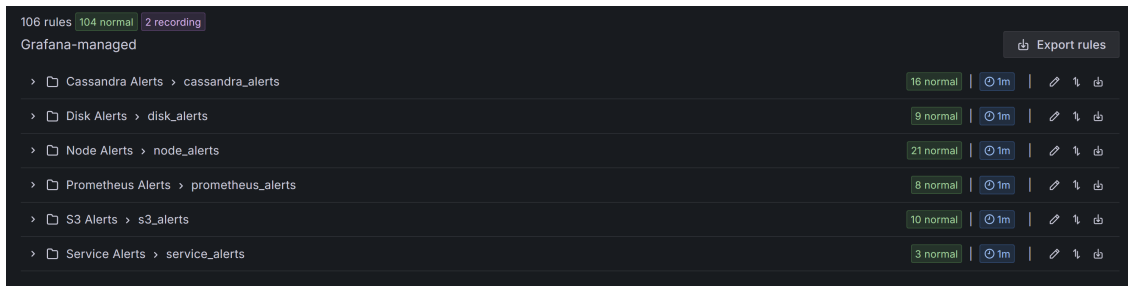 106 rules 104 normal 2 recording
Grafana-managed Export rules
Cassandra Alerts > cassandra_alerts 16 normal 1m
Disk Alerts > disk_alerts 9 normal 1m
Node Alerts > node_alerts 21 normal 1m
Prometheus Alerts > prometheus_alerts 8 normal 1m
S3 Alerts > s3_alerts 10 normal 1m
Service Alerts > service_alerts 3 normal 1m